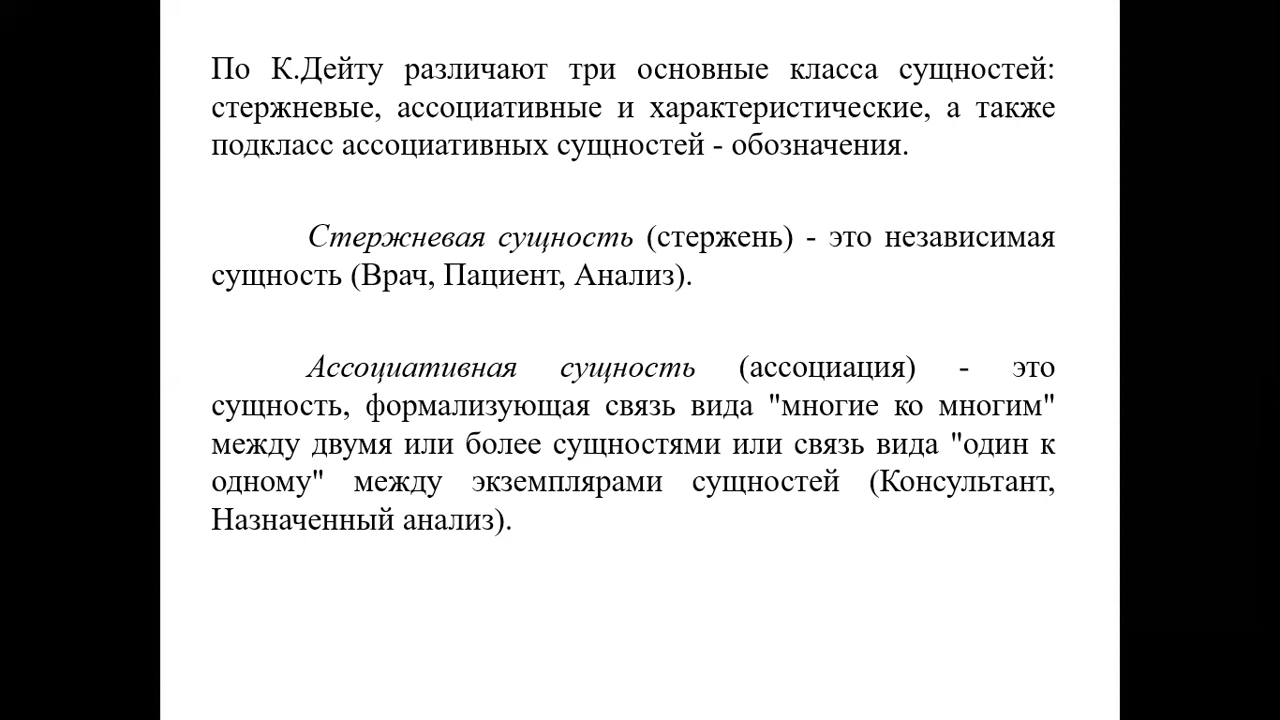 По К.Дейту различают три основные класса сущностей:
стержневые, ассоциативные и характеристические, а также
подкласс ассоциативных сущностей - обозначения.
Стержневая сущность (стержень) - это независимая
сущность (Врач, Пациент, Анализ).
Ассоциативная сущность (ассоциация) - это
сущность, формализующая связь вида "многие ко многим"
между двумя или более сущностями или связь вида "один к
одному" между экземплярами сущностей (Консультант,
Назначенный анализ).